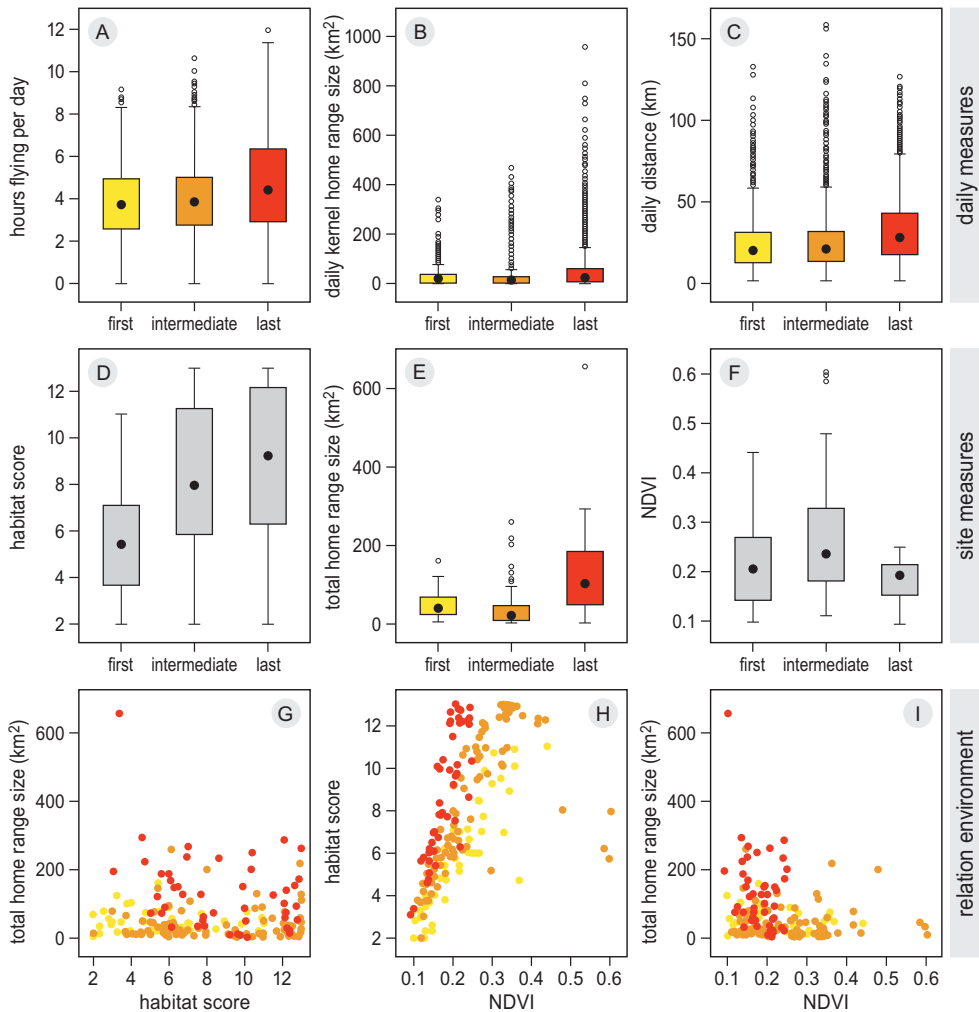 A
hours flying per day
12
10
8
6
4
2
0
first intermediate last
B
daily kernel home range size (km2)
1000
800
600
400
200
0
first intermediate last
C
daily distance (km)
150
100
50
0
first intermediate last
daily measures
D
habitat score
12
10
8
6
4
2
first intermediate last
E
total home range size (km2)
600
400
200
0
first intermediate last
F
NDVI
0.6
0.5
0.4
0.3
0.2
0.1
first intermediate last
site measures
G
total home range size (km2)
600
400
200
0
2 4 6 8 10 12
habitat score
H
habitat score
12
10
8
6
4
2
0.1 0.2 0.3 0.4 0.5 0.6
NDVI
I
total home range size (km2)
600
400
200
0
0.1 0.2 0.3 0.4 0.5 0.6
NDVI
relation environment